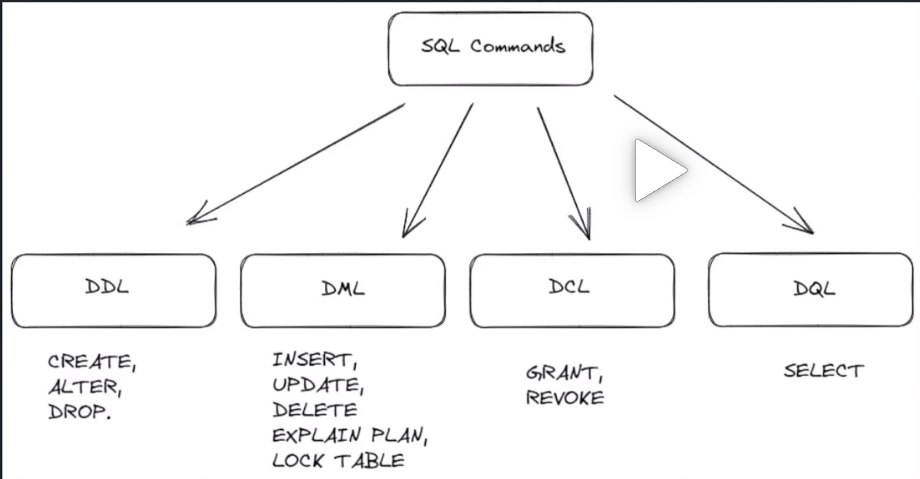 SQL Commands
DDL
DML
DCL
DQL
CREATE,
ALTER,
DROP.
INSERT,
UPDATE,
DELETE
EXPLAIN PLAN,
LOCK TABLE
GRANT,
REVOKE
SELECT